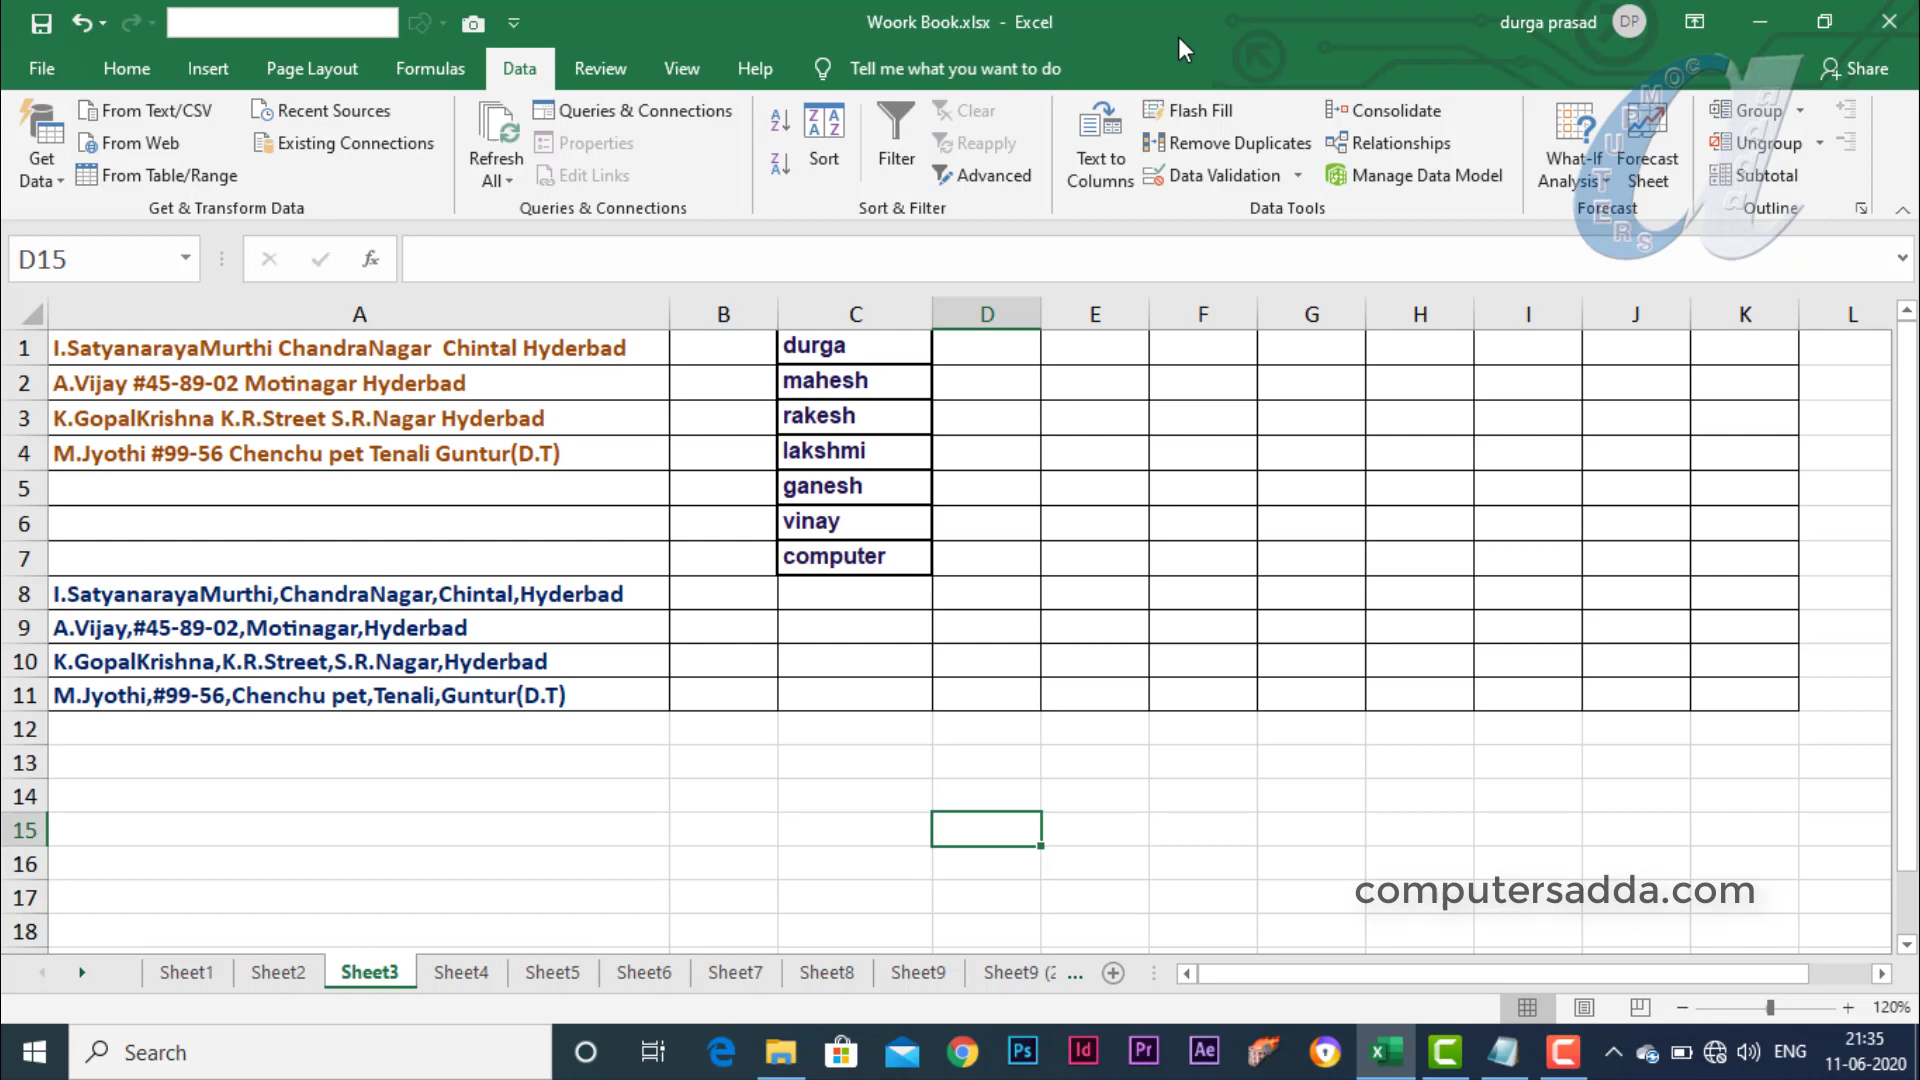 Woork Book.xlsx - Excel
durga prasad DP
File Home Insert Page Layout Formulas Data Review View Help Tell me what you want to do Share
Get Data
From Text/CSV
From Web
From Table/Range
Recent Sources
Existing Connections
Get & Transform Data
Refresh All
Queries & Connections
Properties
Edit Links
Queries & Connections
Sort
Filter
Clear
Reapply
Advanced
Sort & Filter
Text to Columns
Flash Fill
Remove Duplicates
Data Validation
Consolidate
Relationships
Manage Data Model
Data Tools
What-If Analysis
Forecast Sheet
Forecast
Group
Ungroup
Subtotal
Outline
COMPUTERS
adda
D15 fx
A B C D E F G H I J K L
1 I.SatyanarayaMurthi ChandraNagar  Chintal Hyderbad durga
2 A.Vijay #45-89-02 Motinagar Hyderbad mahesh
3 K.GopalKrishna K.R.Street S.R.Nagar Hyderbad rakesh
4 M.Jyothi #99-56 Chenchu pet Tenali Guntur(D.T) lakshmi
5 ganesh
6 vinay
7 computer
8 I.SatyanarayaMurthi,ChandraNagar,Chintal,Hyderbad
9 A.Vijay,#45-89-02,Motinagar,Hyderbad
10 K.GopalKrishna,K.R.Street,S.R.Nagar,Hyderbad
11 M.Jyothi,#99-56,Chenchu pet,Tenali,Guntur(D.T)
12
13
14
15
16
17
18
computersadda.com
Sheet1 Sheet2 Sheet3 Sheet4 Sheet5 Sheet6 Sheet7 Sheet8 Sheet9 Sheet9 (2 ...
120%
Search
Ps Id Pr Ae
ENG
21:35
11-06-2020